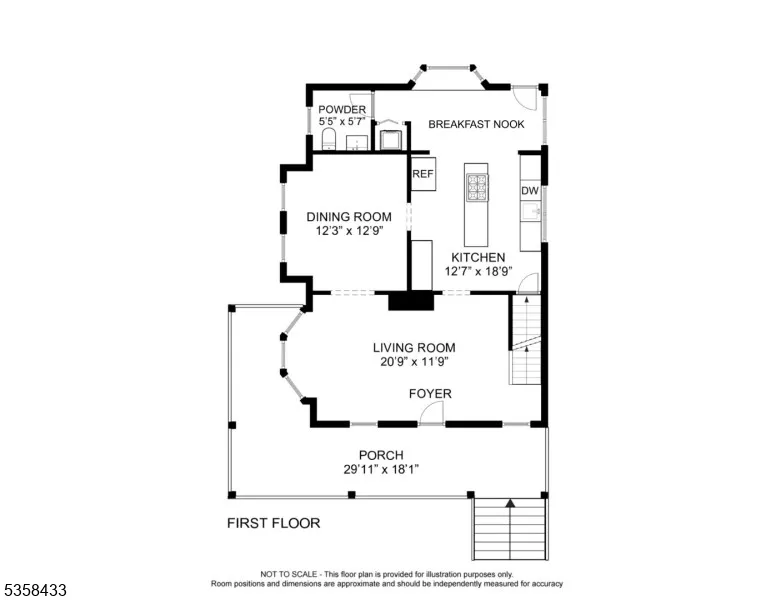 POWDER
5'5" x 5'7"
BREAKFAST NOOK
REF
DW
DINING ROOM
12'3" x 12'9"
KITCHEN
12'7" x 18'9"
LIVING ROOM
20'9" x 11'9"
FOYER
PORCH
29'11" x 18'1"
FIRST FLOOR
NOT TO SCALE - This floor plan is provided for illustration purposes only.
Room positions and dimensions are approximate and should be independently measured for accuracy
5358433